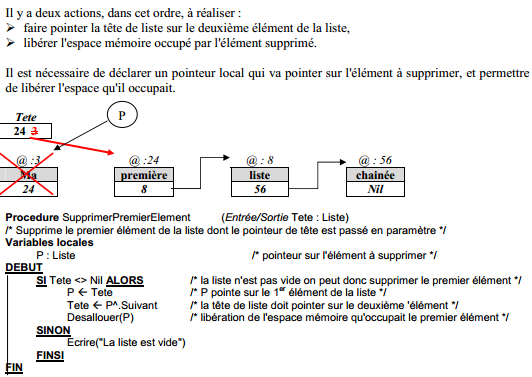 Il y a deux actions, dans cet ordre, à réaliser :
➢ faire pointer la tête de liste sur le deuxième élément de la liste,
➢ libérer l'espace mémoire occupé par l'élément supprimé.
Il est nécessaire de déclarer un pointeur local qui va pointer sur l'élément à supprimer, et permettre
de libérer l'espace qu'il occupait.
Tete P
24 3
@ :3 @ :24 @ : 8 @ : 56
Ma première liste chaînée
24 8 56 Nil
Procedure SupprimerPremierElement (Entrée/Sortie Tete : Liste)
/* Supprime le premier élément de la liste dont le pointeur de tête est passé en paramètre */
Variables locales
P : Liste /* pointeur sur l'élément à supprimer */
DEBUT
SI Tete <> Nil ALORS /* la liste n'est pas vide on peut donc supprimer le premier élément */
P ← Tete /* P pointe sur le 1er élément de la liste */
Tete ← P^.Suivant /* la tête de liste doit pointer sur le deuxième 'élément */
Desallouer(P) /* libération de l'espace mémoire qu'occupait le premier élément */
SINON
Ecrire("La liste est vide")
FINSI
FIN